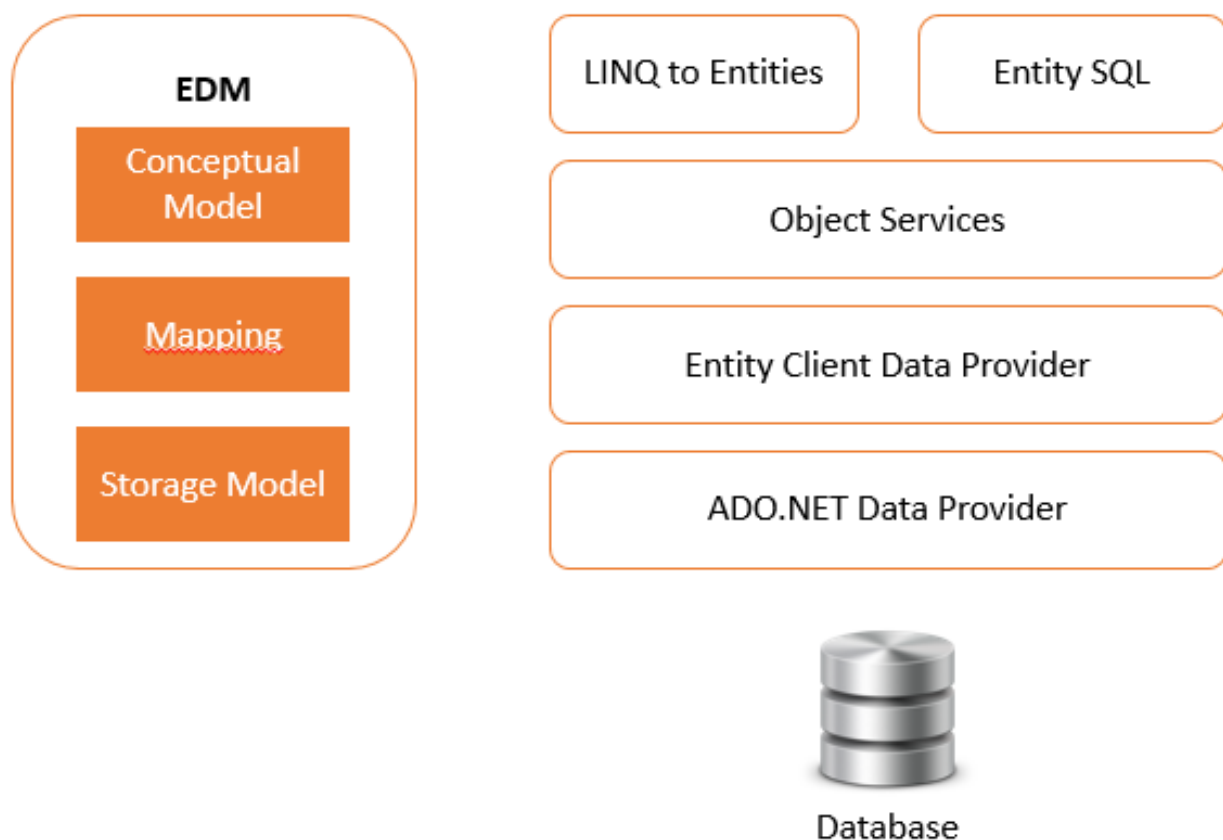 EDM
Conceptual
Model
Mapping
Storage Model
LINQ to Entities
Entity SQL
Object Services
Entity Client Data Provider
ADO.NET Data Provider
Database